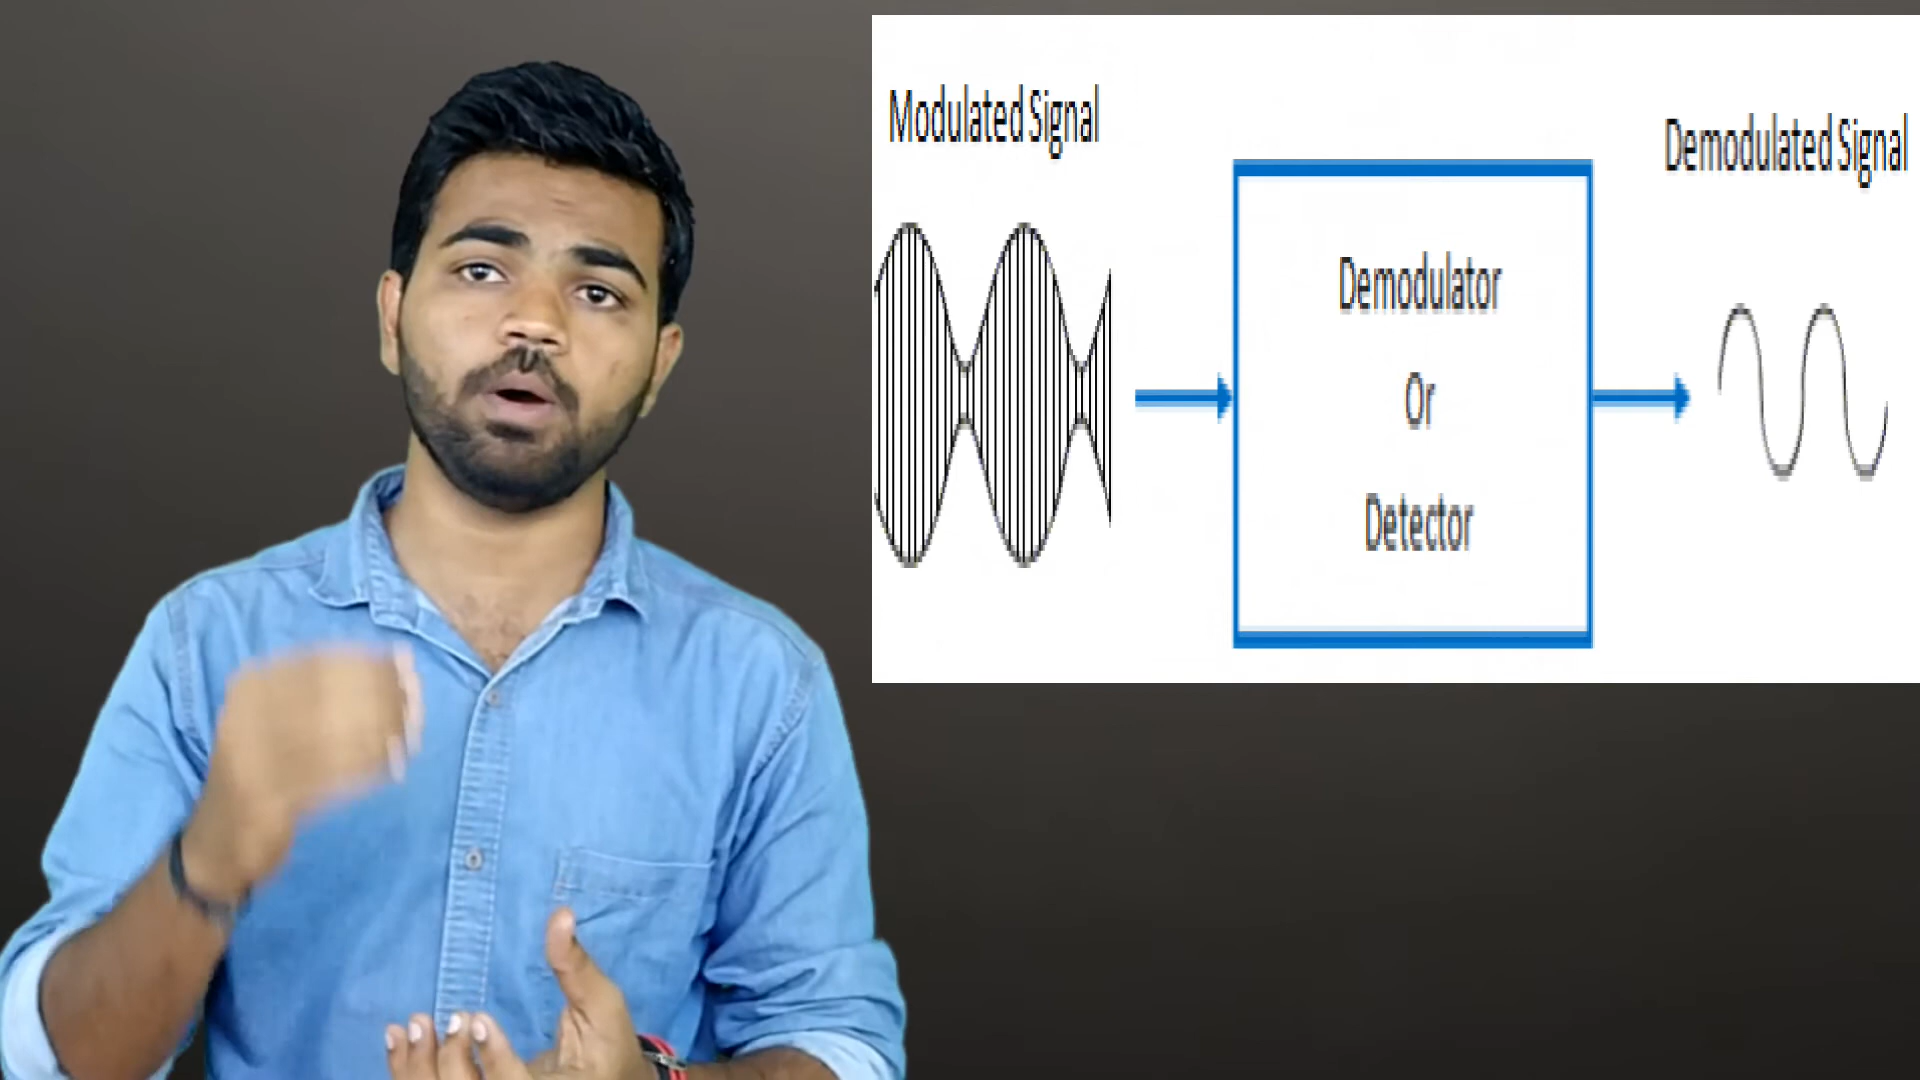 Modulated Signal
Demodulated Signal
Demodulator
Or
Detector